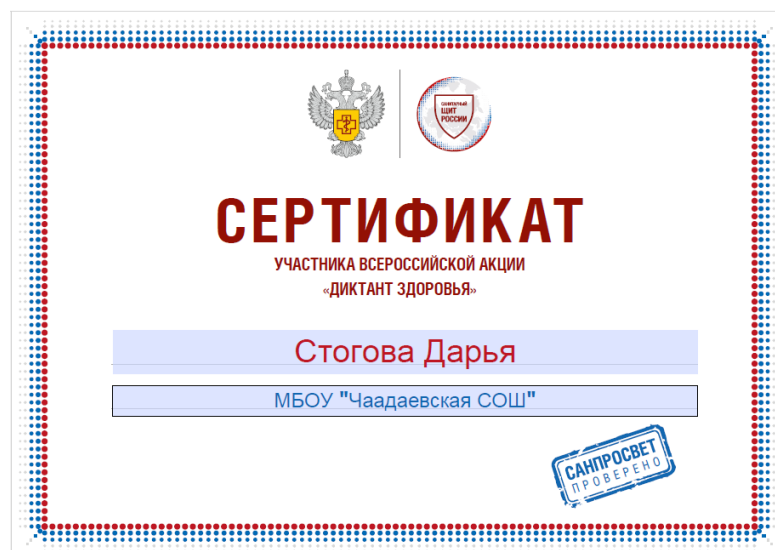 САНИТАРНЫЙ
ЩИТ
РОССИИ
СЕРТИФИКАТ
УЧАСТНИКА ВСЕРОССИЙСКОЙ АКЦИИ
«ДИКТАНТ ЗДОРОВЬЯ»
Стогова Дарья
МБОУ "Чаадаевская СОШ"
САНПРОСВЕТ
ПРОВЕРЕНО